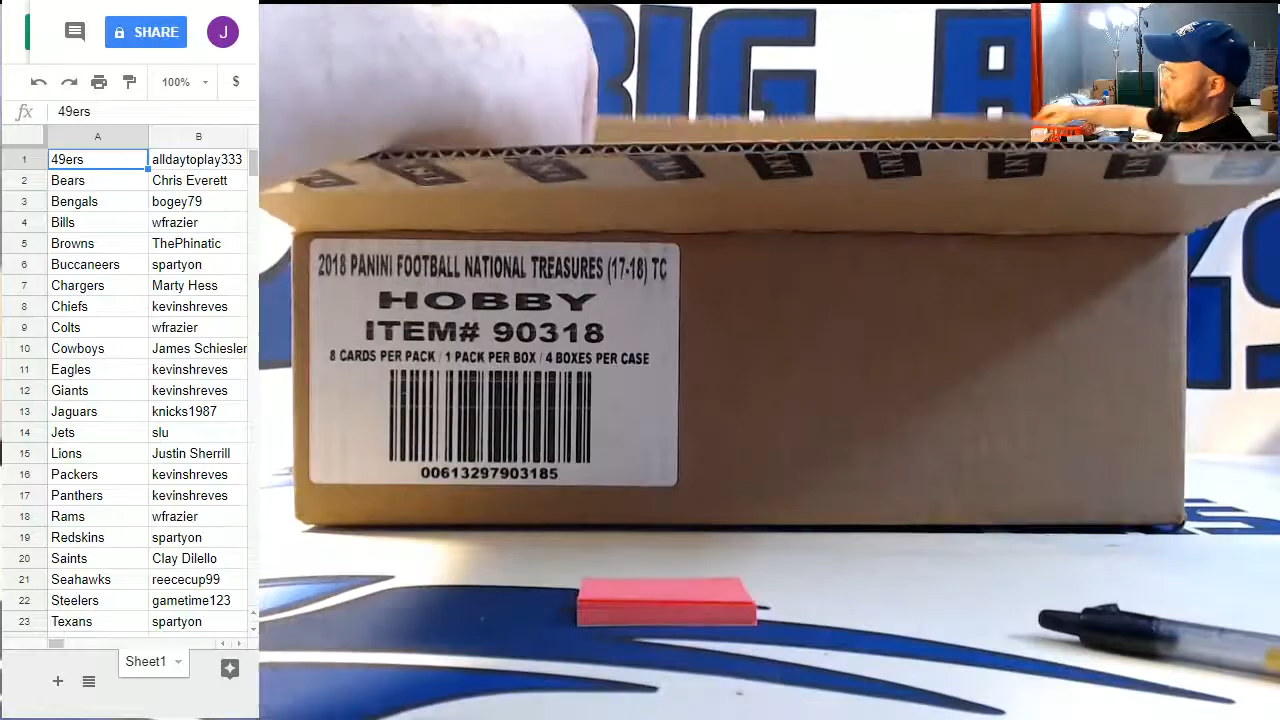 SHARE
J
100%
$
fx
49ers
A B
1 49ers alldaytoplay333
2 Bears Chris Everett
3 Bengals bogey79
4 Bills wfrazier
5 Browns ThePhinatic
6 Buccaneers spartyon
7 Chargers Marty Hess
8 Chiefs kevinshreves
9 Colts wfrazier
10 Cowboys James Schiesler
11 Eagles kevinshreves
12 Giants kevinshreves
13 Jaguars knicks1987
14 Jets slu
15 Lions Justin Sherrill
16 Packers kevinshreves
17 Panthers kevinshreves
18 Rams wfrazier
19 Redskins spartyon
20 Saints Clay Dilello
21 Seahawks reececup99
22 Steelers gametime123
23 Texans spartyon
Sheet1
BIG
2018 PANINI FOOTBALL NATIONAL TREASURES (17-18) TC
HOBBY
ITEM# 90318
8 CARDS PER PACK / 1 PACK PER BOX / 4 BOXES PER CASE
00613297903185